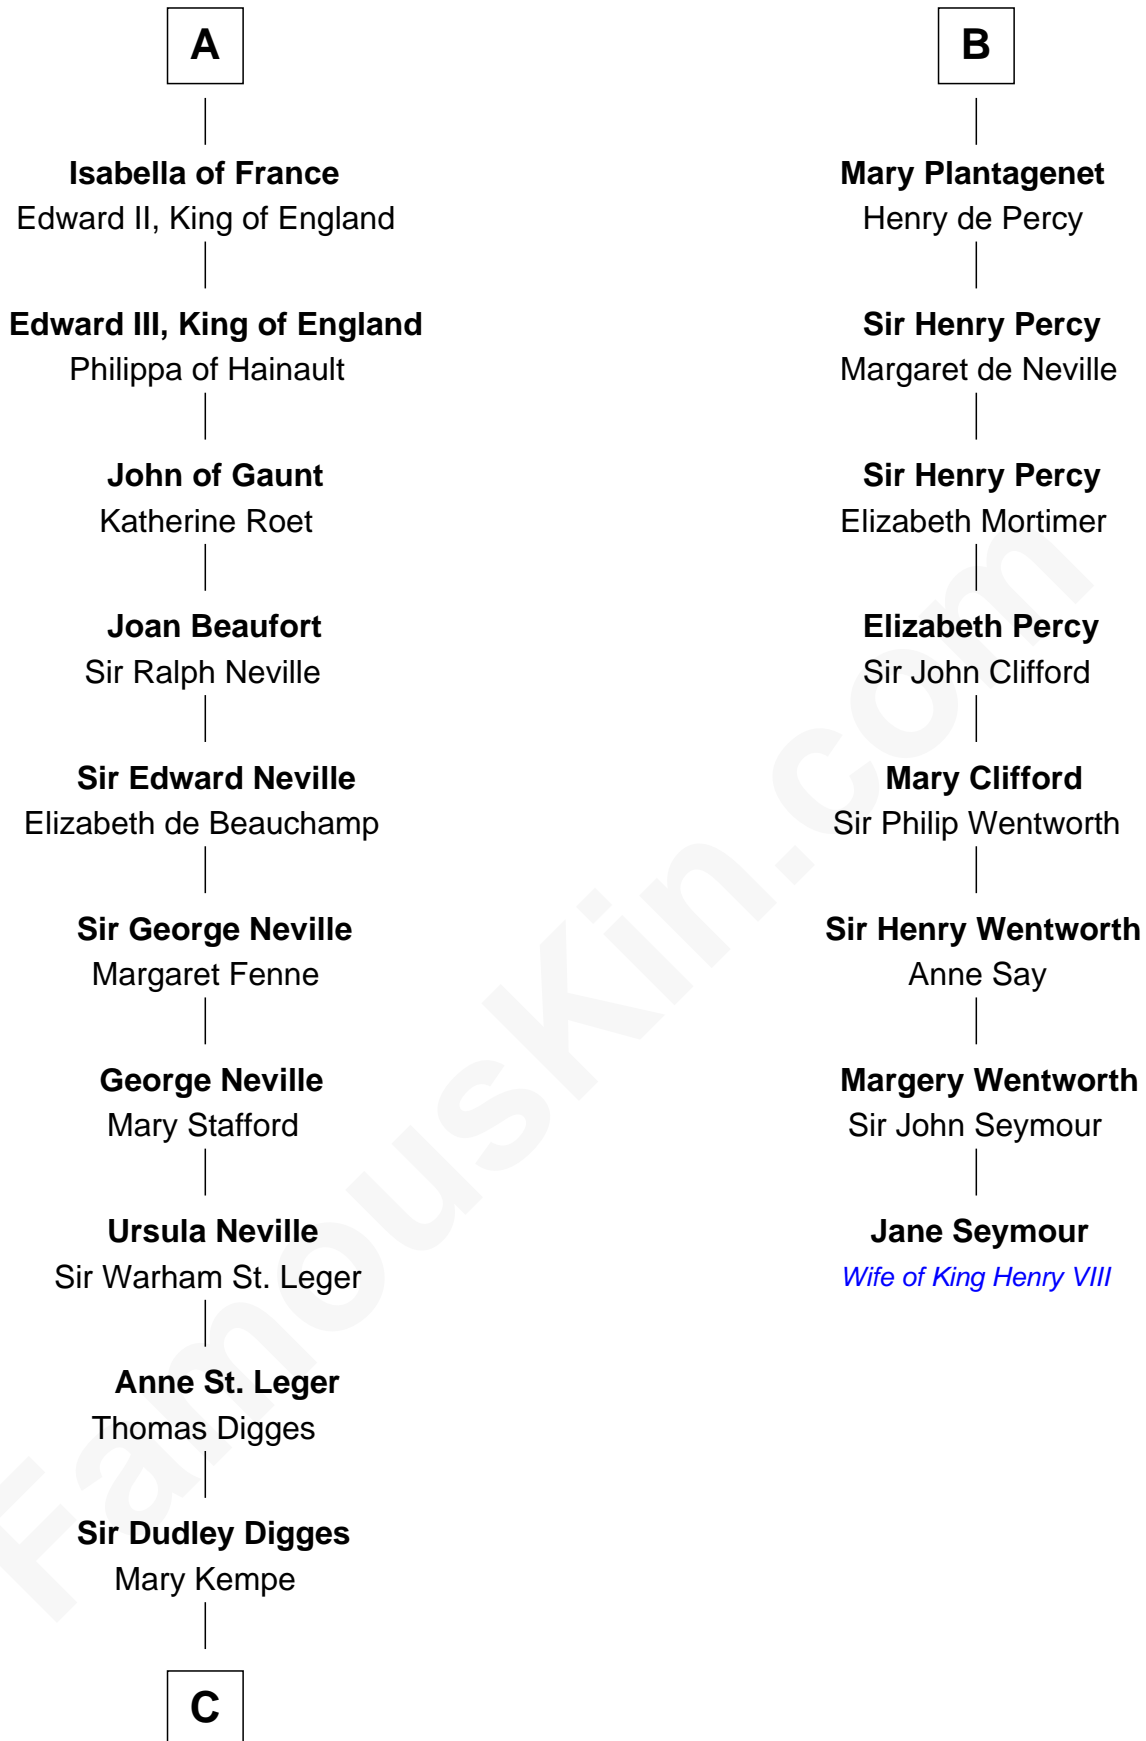 A
Isabella of France
Edward II, King of England
Edward III, King of England
Philippa of Hainault
John of Gaunt
Katherine Roet
Joan Beaufort
Sir Ralph Neville
Sir Edward Neville
Elizabeth de Beauchamp
Sir George Neville
Margaret Fenne
George Neville
Mary Stafford
Ursula Neville
Sir Warham St. Leger
Anne St. Leger
Thomas Digges
Sir Dudley Digges
Mary Kempe
C
B
Mary Plantagenet
Henry de Percy
Sir Henry Percy
Margaret de Neville
Sir Henry Percy
Elizabeth Mortimer
Elizabeth Percy
Sir John Clifford
Mary Clifford
Sir Philip Wentworth
Sir Henry Wentworth
Anne Say
Margery Wentworth
Sir John Seymour
Jane Seymour
Wife of King Henry VIII
FamousKin.com